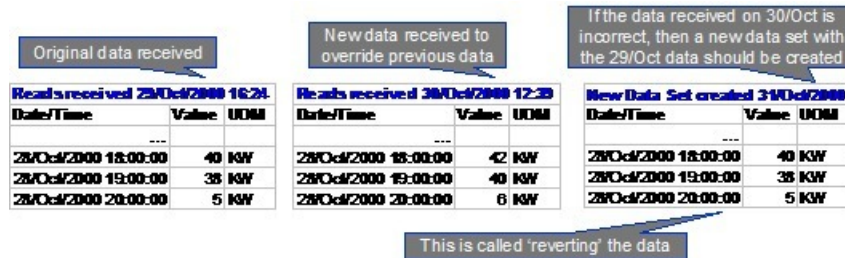 Original data received
New data received to
override previous data
If the data received on 30/Oct is
incorrect, then a new data set with
the 29/Oct data should be created
Reads received 29/Oct/2000 16:24
Date/Time Value UOM
...
28/Oct/2000 18:00:00 40 KW
28/Oct/2000 19:00:00 38 KW
28/Oct/2000 20:00:00 5 KW
Reads received 30/Oct/2000 12:39
Date/Time Value UOM
...
28/Oct/2000 18:00:00 42 KW
28/Oct/2000 19:00:00 40 KW
28/Oct/2000 20:00:00 6 KW
New Data Set created 31/Oct/2000
Date/Time Value UOM
...
28/Oct/2000 18:00:00 40 KW
28/Oct/2000 19:00:00 38 KW
28/Oct/2000 20:00:00 5 KW
This is called 'reverting' the data